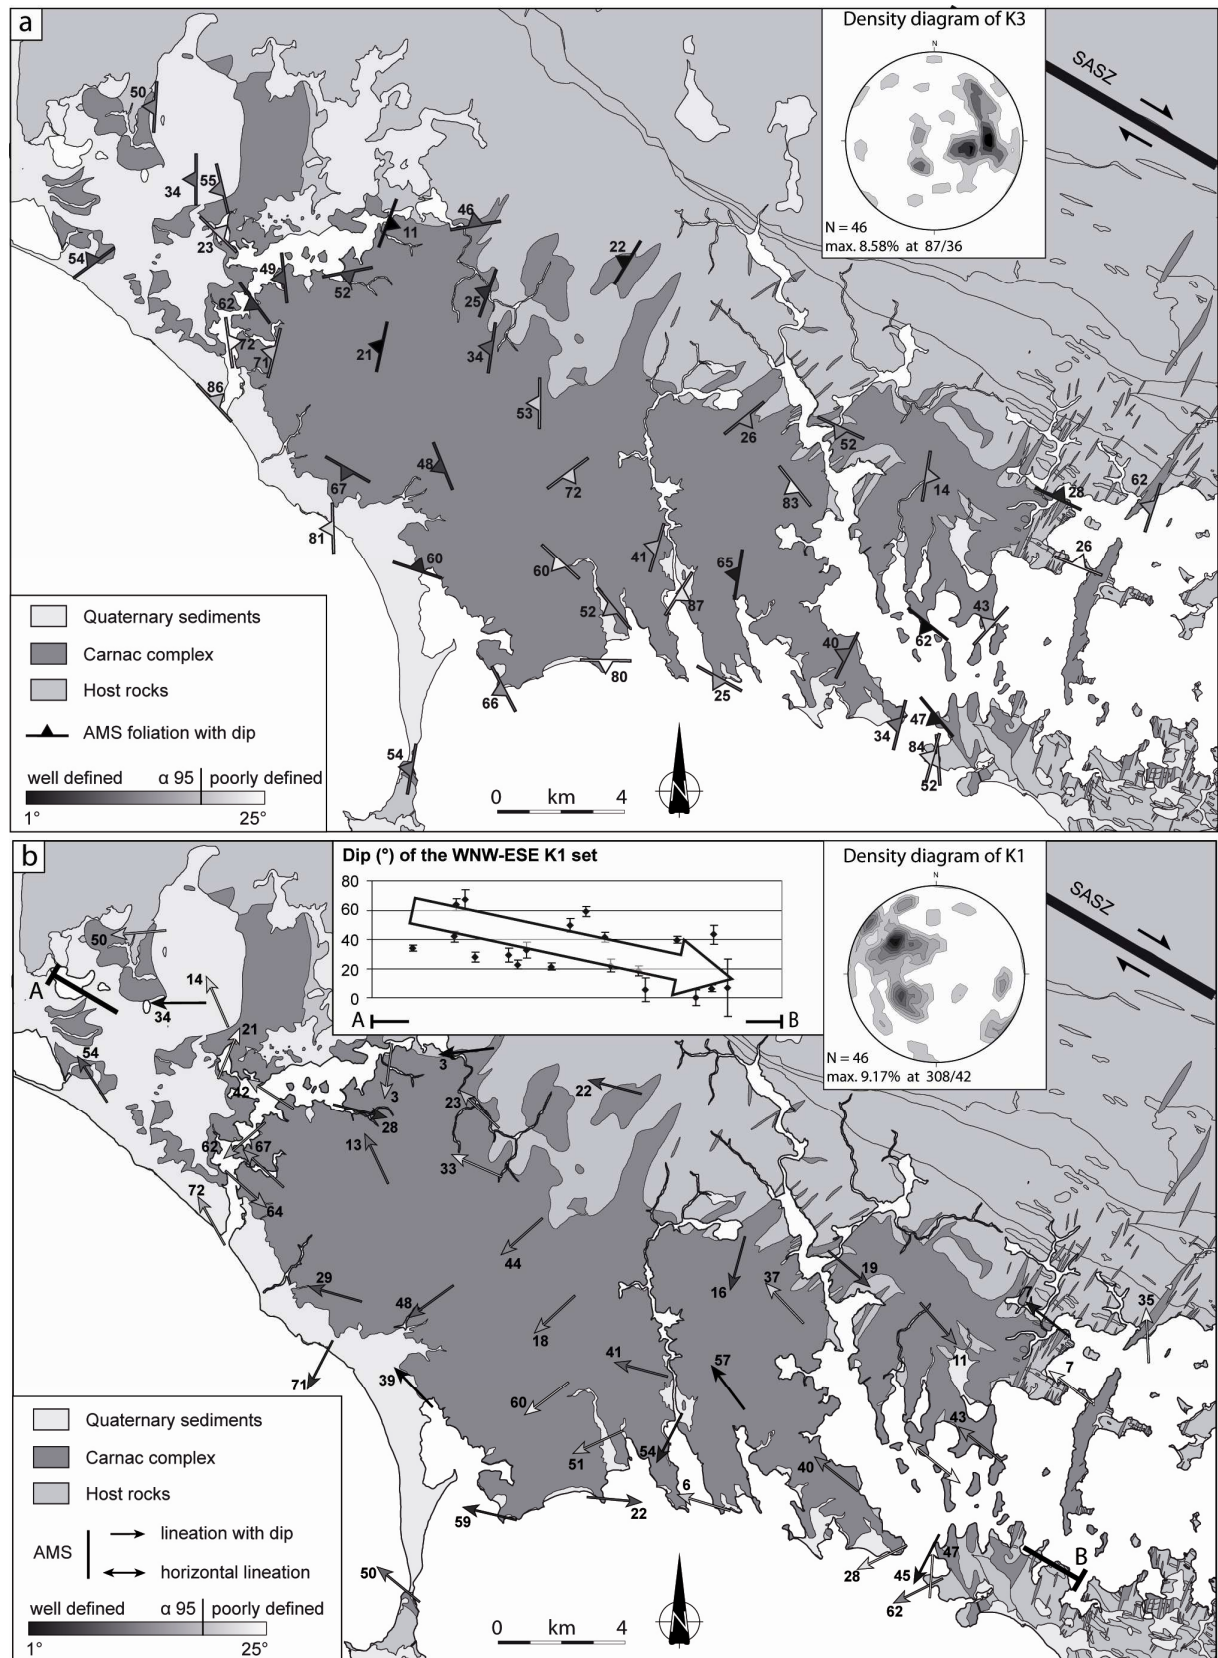 a
Density diagram of K3
N
N = 46
max. 8.58% at 87/36
SASZ
50
34
55
23
54
11
46
22
49
52
62
25
72
71
21
34
86
53
26
52
48
67
72
83
14
28
62
81
60
60
41
65
26
52
87
43
62
40
80
25
66
34
47
84
52
54
Quaternary sediments
Carnac complex
Host rocks
AMS foliation with dip
well defined
α 95
poorly defined
1°
25°
N
0 km 4
b
Dip (°) of the WNW-ESE K1 set
80
60
40
20
0
A
B
Density diagram of K1
N
N = 46
max. 9.17% at 308/42
SASZ
50
A
14
34
21
54
42
3
3
22
28
23
13
62
67
33
72
64
44
19
29
48
16
37
7
35
18
11
41
57
7
71
39
60
43
51
54
40
6
59
22
28
47
45
62
B
50
Quaternary sediments
Carnac complex
Host rocks
AMS
lineation with dip
horizontal lineation
well defined
α 95
poorly defined
1°
25°
N
0 km 4